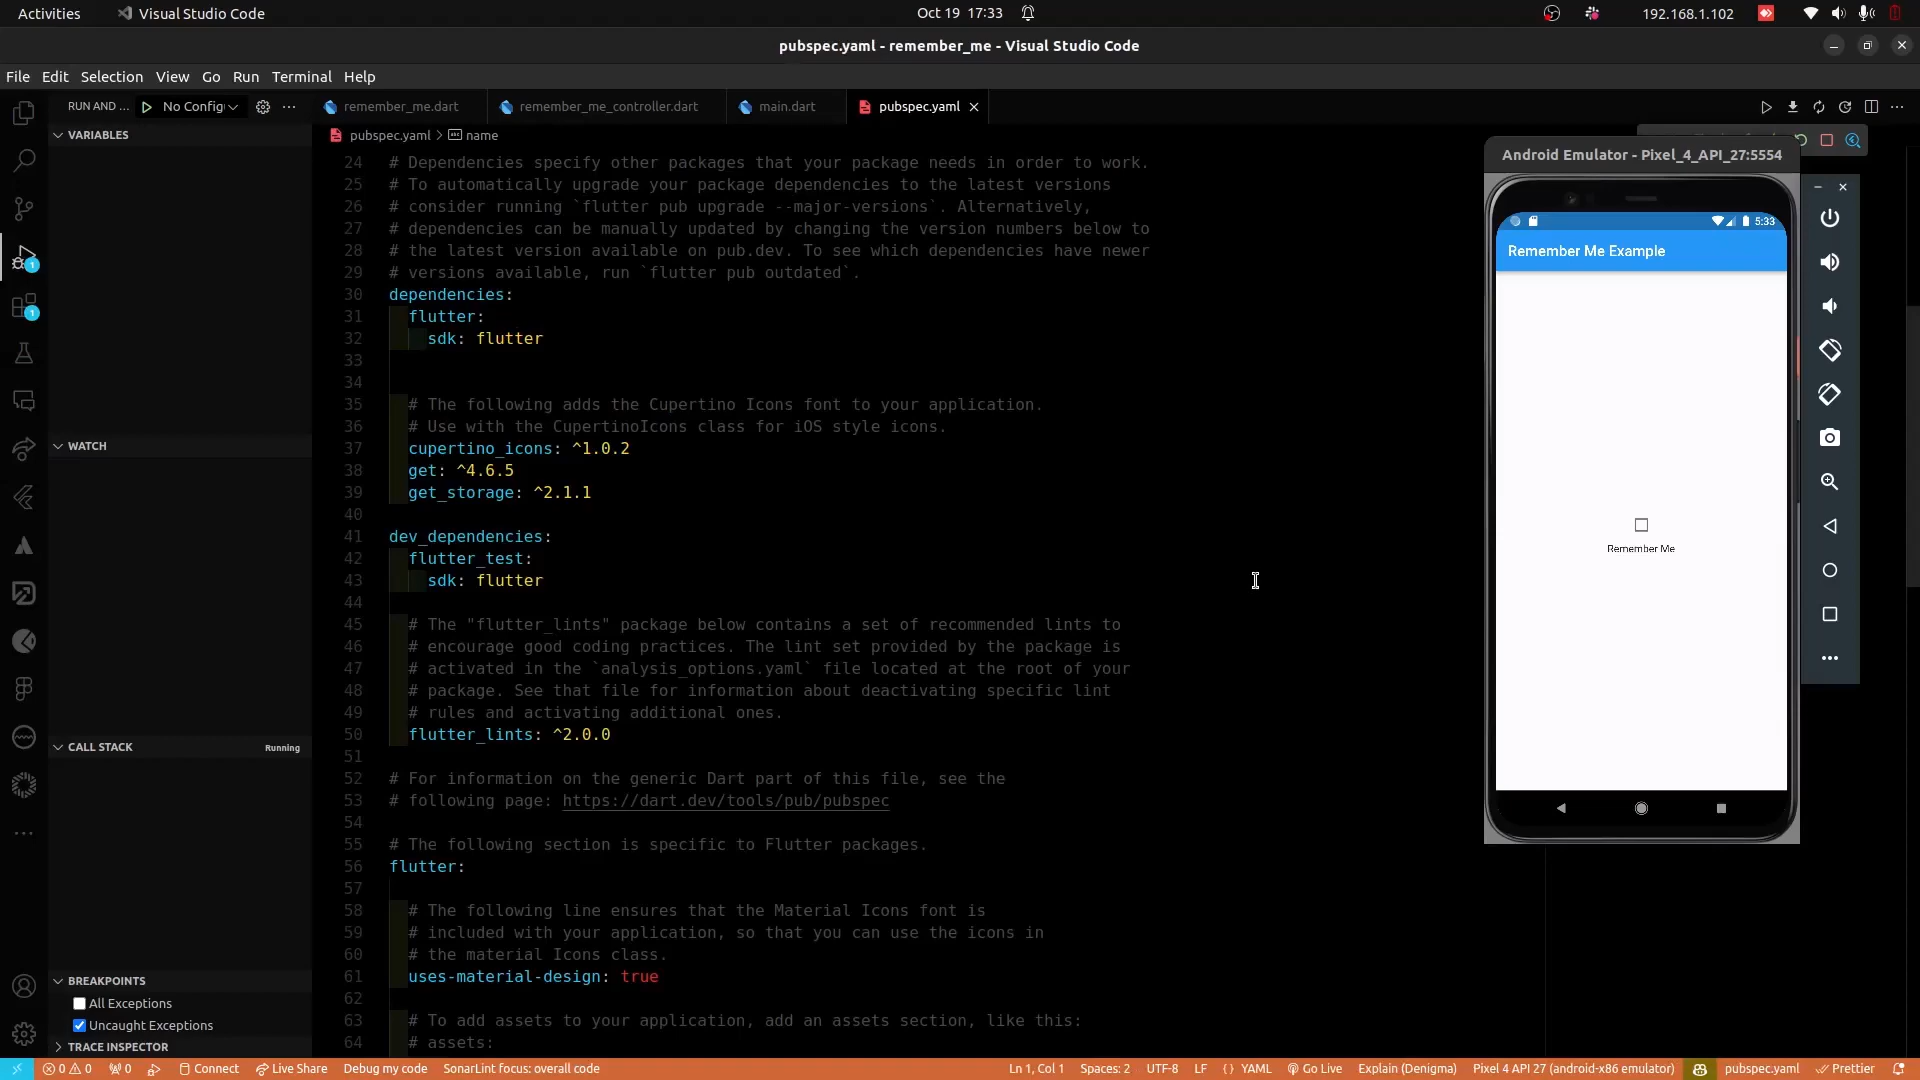 Activities Visual Studio Code Oct 19 17:33 192.168.1.102
pubspec.yaml - remember_me - Visual Studio Code
File Edit Selection View Go Run Terminal Help
RUN AND ... No Config
remember_me.dart remember_me_controller.dart main.dart pubspec.yaml
VARIABLES
WATCH
CALL STACK Running
BREAKPOINTS
All Exceptions
Uncaught Exceptions
TRACE INSPECTOR
1
1
pubspec.yaml > name
24 # Dependencies specify other packages that your package needs in order to work.
25 # To automatically upgrade your package dependencies to the latest versions
26 # consider running `flutter pub upgrade --major-versions`. Alternatively,
27 # dependencies can be manually updated by changing the version numbers below to
28 # the latest version available on pub.dev. To see which dependencies have newer
29 # versions available, run `flutter pub outdated`.
30 dependencies:
31 flutter:
32 sdk: flutter
33
34
35 # The following adds the Cupertino Icons font to your application.
36 # Use with the CupertinoIcons class for iOS style icons.
37 cupertino_icons: ^1.0.2
38 get: ^4.6.5
39 get_storage: ^2.1.1
40
41 dev_dependencies:
42 flutter_test:
43 sdk: flutter
44
45 # The "flutter_lints" package below contains a set of recommended lints to
46 # encourage good coding practices. The lint set provided by the package is
47 # activated in the `analysis_options.yaml` file located at the root of your
48 # package. See that file for information about deactivating specific lint
49 # rules and activating additional ones.
50 flutter_lints: ^2.0.0
51
52 # For information on the generic Dart part of this file, see the
53 # following page: https://dart.dev/tools/pub/pubspec
54
55 # The following section is specific to Flutter packages.
56 flutter:
57
58 # The following line ensures that the Material Icons font is
59 # included with your application, so that you can use the icons in
60 # the material Icons class.
61 uses-material-design: true
62
63 # To add assets to your application, add an assets section, like this:
64 # assets:
Android Emulator - Pixel_4_API_27:5554
5:33
Remember Me Example
Remember Me
0 0 0 Connect Live Share Debug my code SonarLint focus: overall code Ln 1, Col 1 Spaces: 2 UTF-8 LF { } YAML Go Live Explain (Denigma) Pixel 4 API 27 (android-x86 emulator) pubspec.yaml Prettier